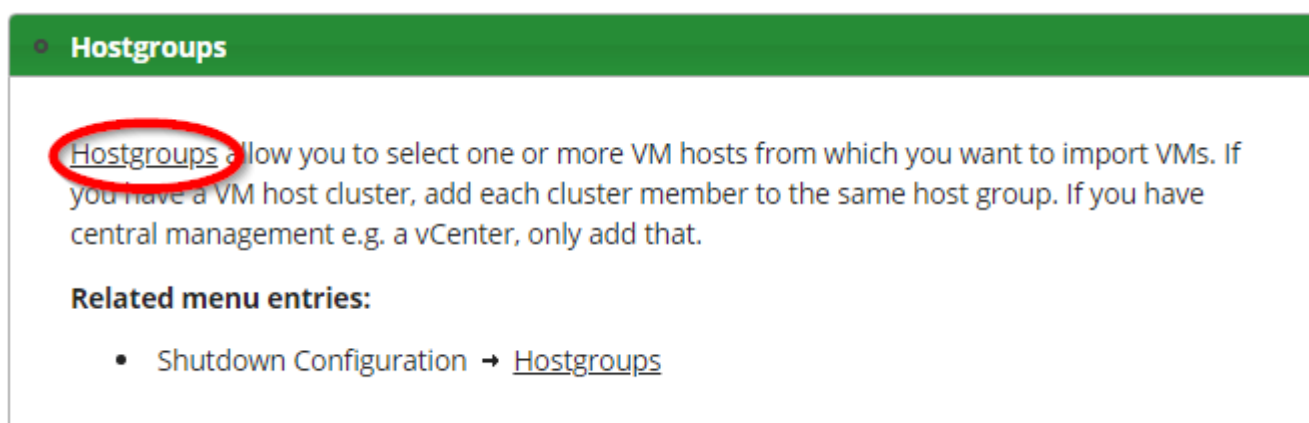 Hostgroups
Hostgroups allow you to select one or more VM hosts from which you want to import VMs. If
you have a VM host cluster, add each cluster member to the same host group. If you have
central management e.g. a vCenter, only add that.
Related menu entries:
• Shutdown Configuration → Hostgroups